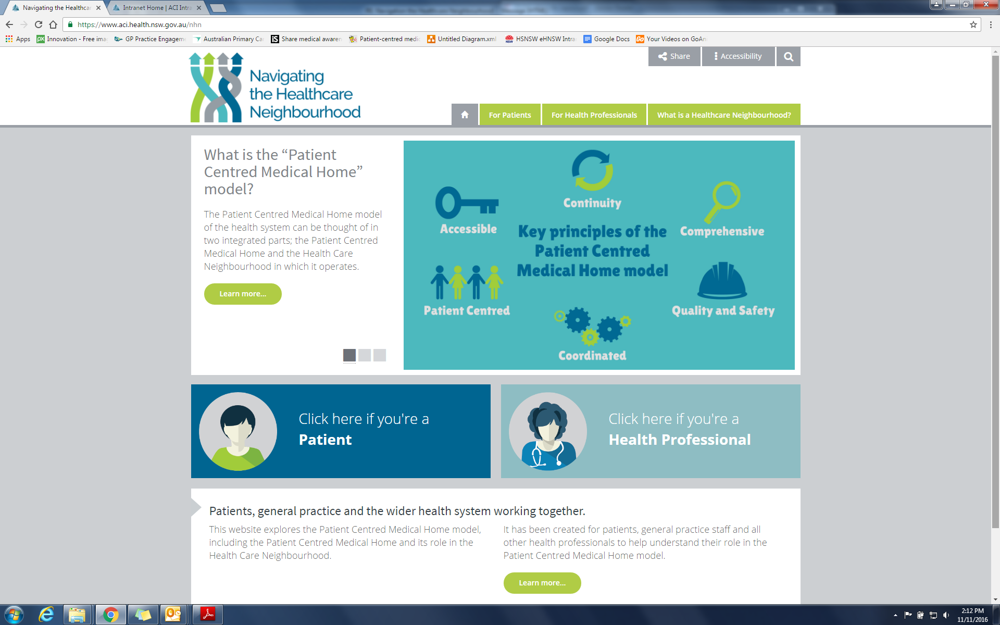 Navigating the Healthcar
Intranet Home | ACI Intra
https://www.aci.health.nsw.gov.au/nhn
Apps
Innovation - Free ima
GP Practice Engagem
Australian Primary Ca
Share medical awaren
Patient-centred medic
Untitled Diagram.xml
HSNSW eHNSW Intra
Google Docs
Your Videos on GoAn
Navigating
the Healthcare
Neighbourhood
Share
Accessibility
For Patients
For Health Professionals
What is a Healthcare Neighbourhood?
What is the “Patient
Centred Medical Home”
model?
The Patient Centred Medical Home model
of the health system can be thought of in
two integrated parts; the Patient Centred
Medical Home and the Health Care
Neighbourhood in which it operates.
Learn more...
Continuity
Accessible
Comprehensive
Key principles of the
Patient Centred
Medical Home model
Patient Centred
Quality and Safety
Coordinated
Click here if you're a
Patient
Click here if you're a
Health Professional
Patients, general practice and the wider health system working together.
This website explores the Patient Centred Medical Home model,
including the Patient Centred Medical Home and its role in the
Health Care Neighbourhood.
It has been created for patients, general practice staff and all
other health professionals to help understand their role in the
Patient Centred Medical Home model.
Learn more...
2:12 PM
11/11/2016